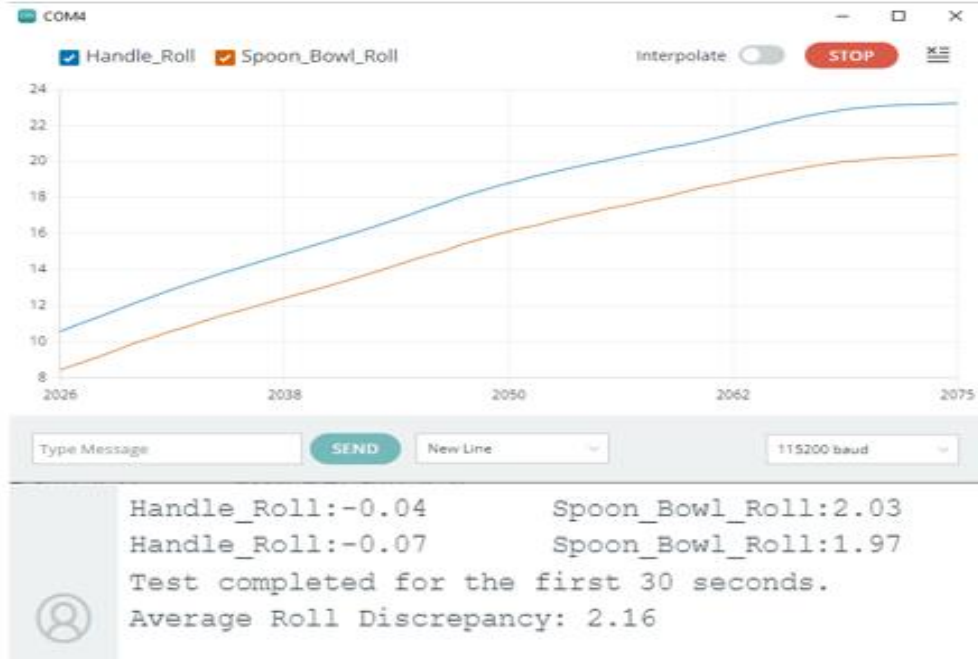 COM4
Handle_Roll Spoon_Bowl_Roll Interpolate STOP
24
22
20
18
16
14
12
10
8
2026 2038 2050 2062 2075
Type Message SEND New Line 115200 baud
Handle_Roll:-0.04 Spoon_Bowl_Roll:2.03
Handle_Roll:-0.07 Spoon_Bowl_Roll:1.97
Test completed for the first 30 seconds.
Average Roll Discrepancy: 2.16